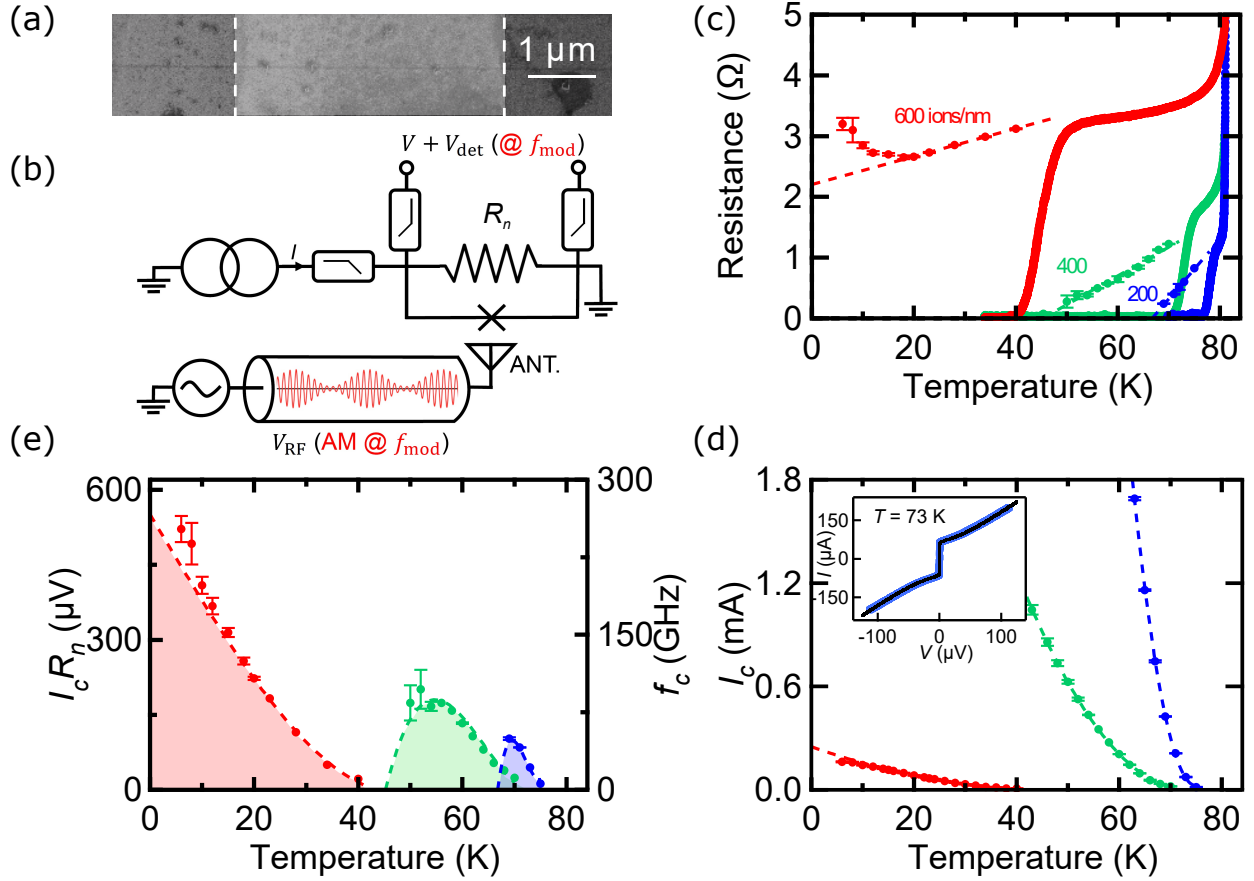 (a)
1 μm
(b)
V + V_det (@ f_mod)
R_n
I
ANT.
V_RF (AM @ f_mod)
(c)
5
4
3
2
1
0
Resistance (Ω)
600 ions/nm
400
200
0 20 40 60 80
Temperature (K)
(e)
600
300
0
I_c R_n (μV)
300
150
0
f_c (GHz)
0 20 40 60 80
Temperature (K)
(d)
1.8
1.2
0.6
0.0
I_c (mA)
T = 73 K
150
0
-150
I (μA)
-100 0 100
V (μV)
0 20 40 60 80
Temperature (K)